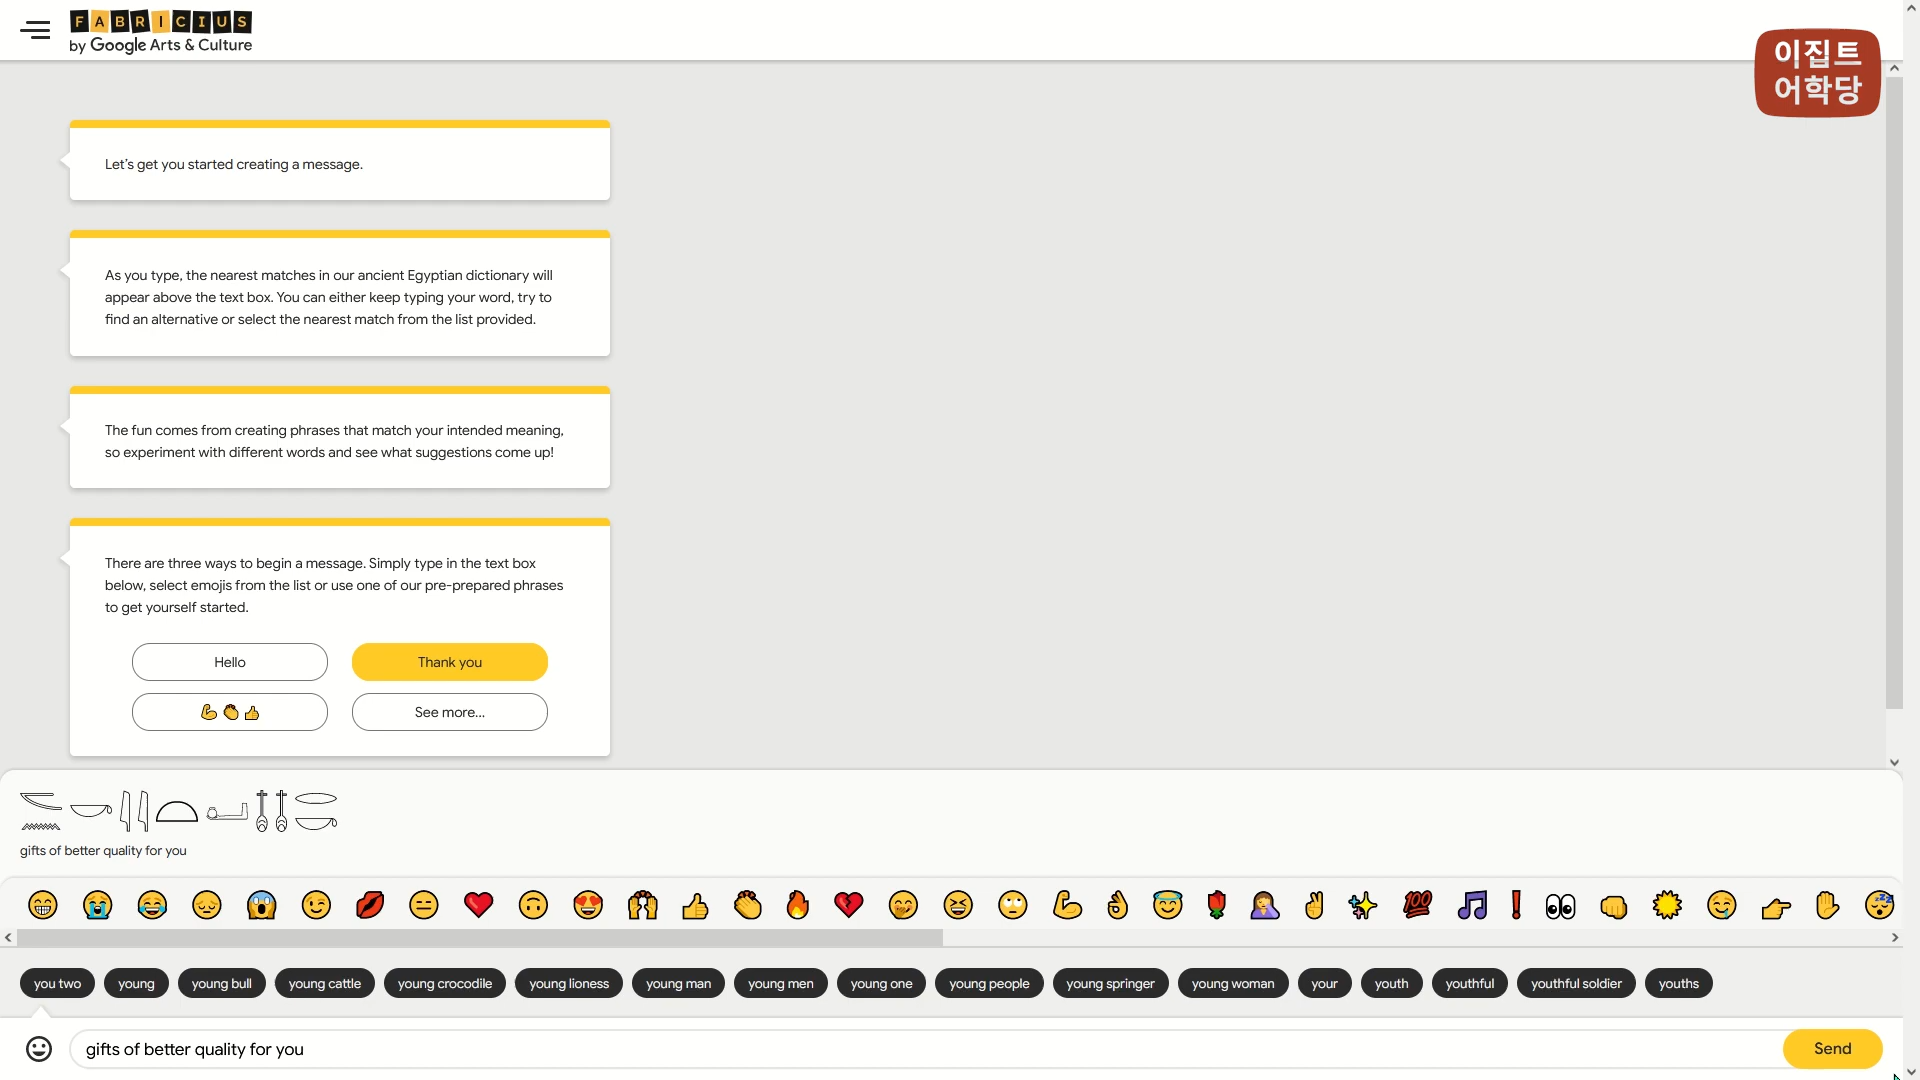 FABRICIUS
by Google Arts & Culture
이집트
어학당
Let's get you started creating a message.
As you type, the nearest matches in our ancient Egyptian dictionary will
appear above the text box. You can either keep typing your word, try to
find an alternative or select the nearest match from the list provided.
The fun comes from creating phrases that match your intended meaning,
so experiment with different words and see what suggestions come up!
There are three ways to begin a message. Simply type in the text box
below, select emojis from the list or use one of our pre-prepared phrases
to get yourself started.
Hello Thank you
💪👏👍 See more...
gifts of better quality for you
you two young young bull young cattle young crocodile young lioness young man young men young one young people young springer young woman your youth youthful youthful soldier youths
gifts of better quality for you Send